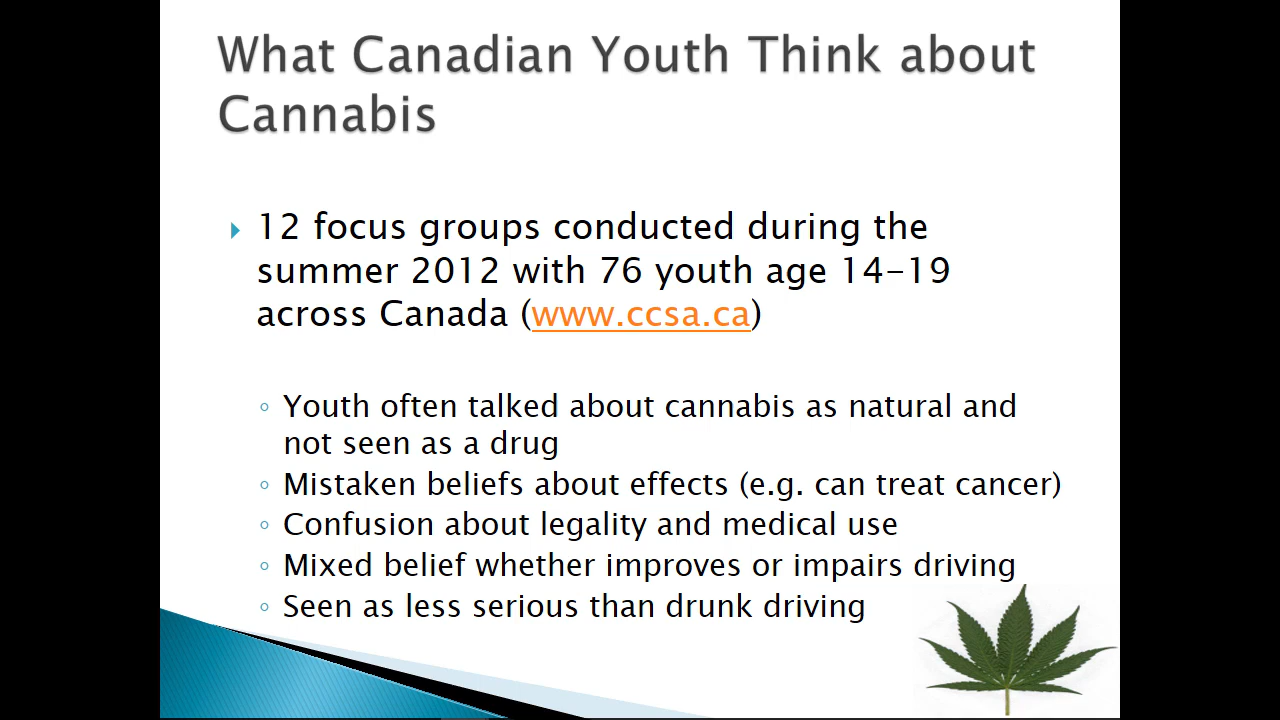 What Canadian Youth Think about
Cannabis
12 focus groups conducted during the
summer 2012 with 76 youth age 14-19
across Canada (www.ccsa.ca)
Youth often talked about cannabis as natural and
not seen as a drug
Mistaken beliefs about effects (e.g. can treat cancer)
Confusion about legality and medical use
Mixed belief whether improves or impairs driving
Seen as less serious than drunk driving